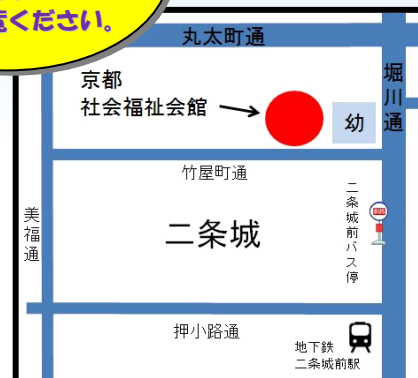 ください。
丸太町通
京都
社会福祉会館
幼
堀川通
竹屋町通
美福通
二条城
二条城前バス停
押小路通
地下鉄
二条城前駅